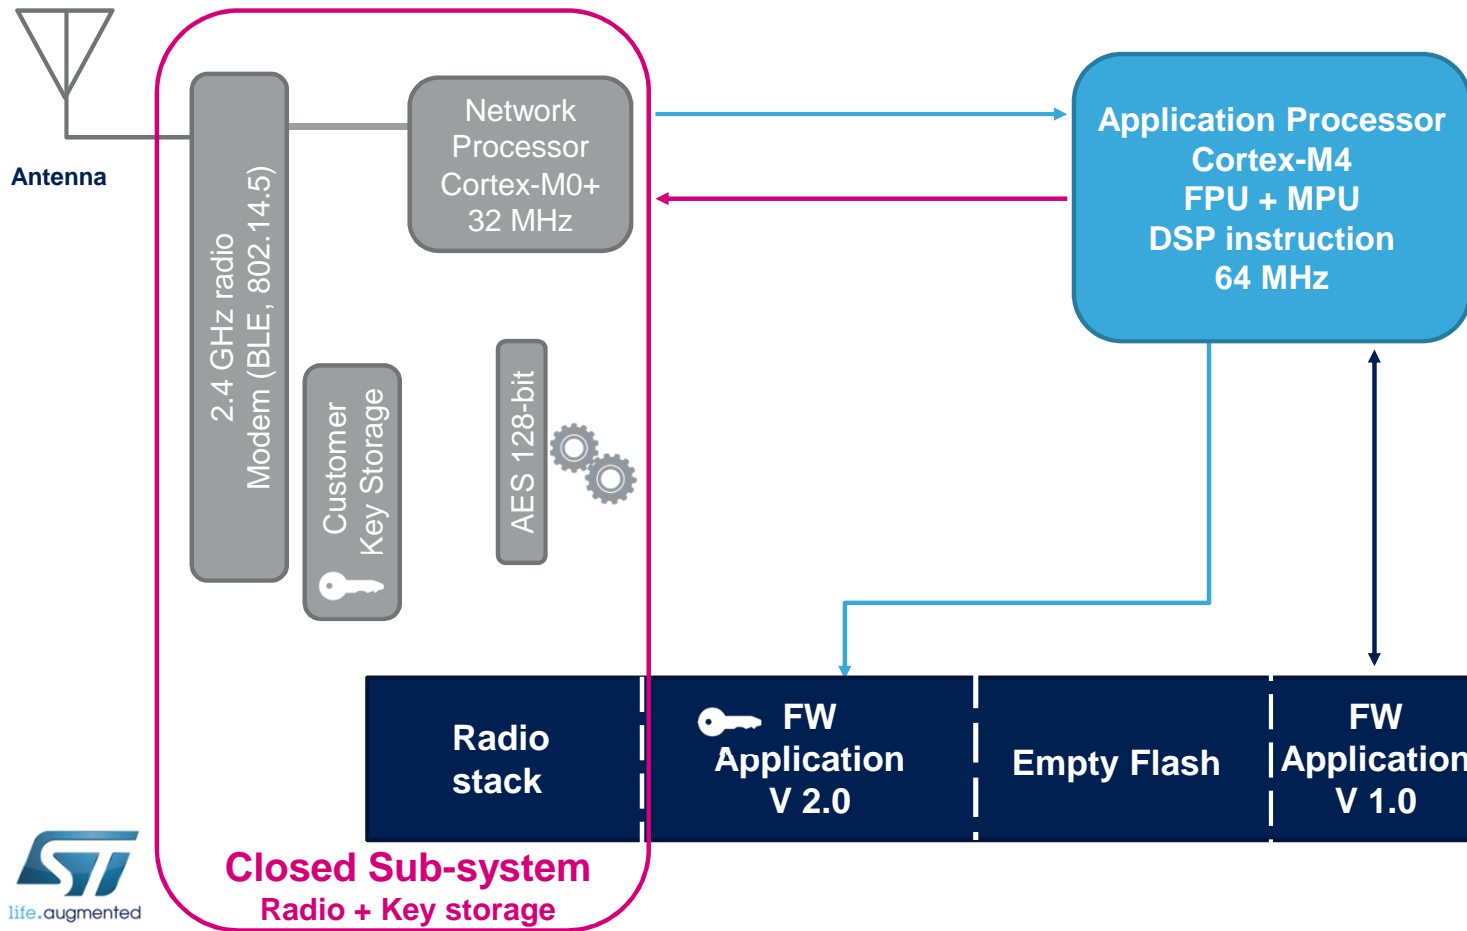 Antenna
2.4 GHz radio
Modem (BLE, 802.14.5)
Network
Processor
Cortex-M0+
32 MHz
Customer
Key Storage
AES 128-bit
Application Processor
Cortex-M4
FPU + MPU
DSP instruction
64 MHz
Radio
stack
FW
Application
V 2.0
Empty Flash
FW
Application
V 1.0
Closed Sub-system
Radio + Key storage
ST
life.augmented